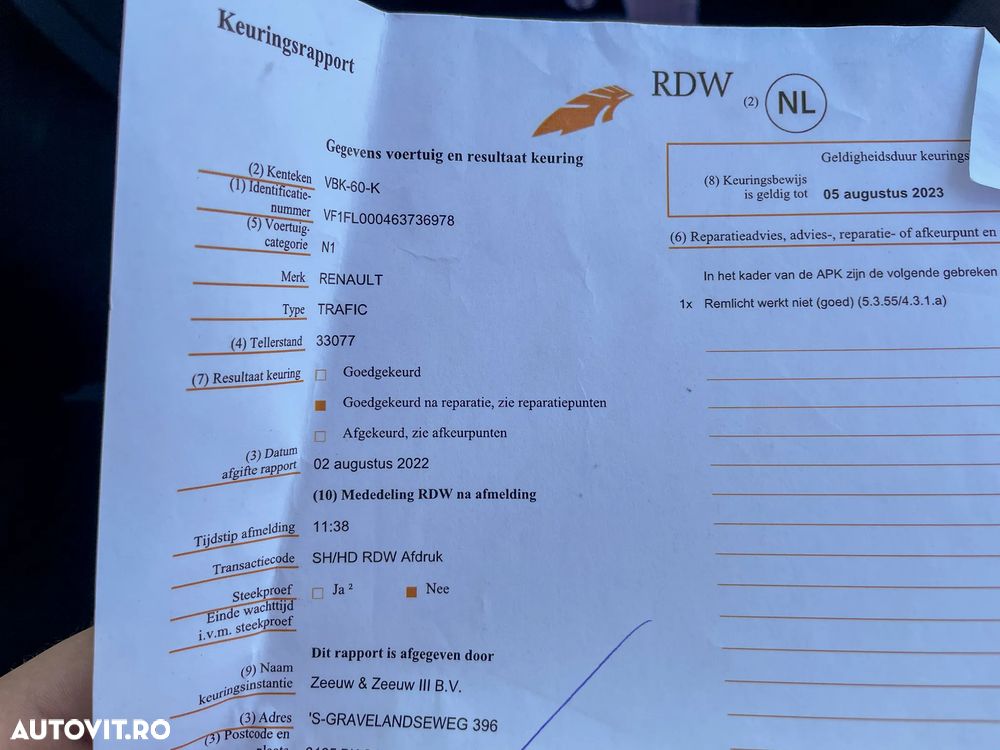 Keuringsrapport
RDW
(2) NL
Gegevens voertuig en resultaat keuring
(2) Kenteken VBK-60-K
(1) Identificatie-
nummer VF1FL000463736978
(5) Voertuig-
categorie N1
Merk RENAULT
Type TRAFIC
(4) Tellerstand 33077
(7) Resultaat keuring Goedgekeurd
Goedgekeurd na reparatie, zie reparatiepunten
Afgekeurd, zie afkeurpunten
(3) Datum
afgifte rapport 02 augustus 2022
(10) Mededeling RDW na afmelding
Tijdstip afmelding 11:38
Transactiecode SH/HD RDW Afdruk
Steekproef Ja ² Nee
Einde wachttijd
i.v.m. steekproef
Dit rapport is afgegeven door
(9) Naam
keuringsinstantie Zeeuw & Zeeuw III B.V.
(3) Adres 'S-GRAVELANDSEWEG 396
(3) Postcode en
Geldigheidsduur keurings
(8) Keuringsbewijs
is geldig tot 05 augustus 2023
(6) Reparatieadvies, advies-, reparatie- of afkeurpunt en
In het kader van de APK zijn de volgende gebreken
1x Remlicht werkt niet (goed) (5.3.55/4.3.1.a)
AUTOVIT.RO